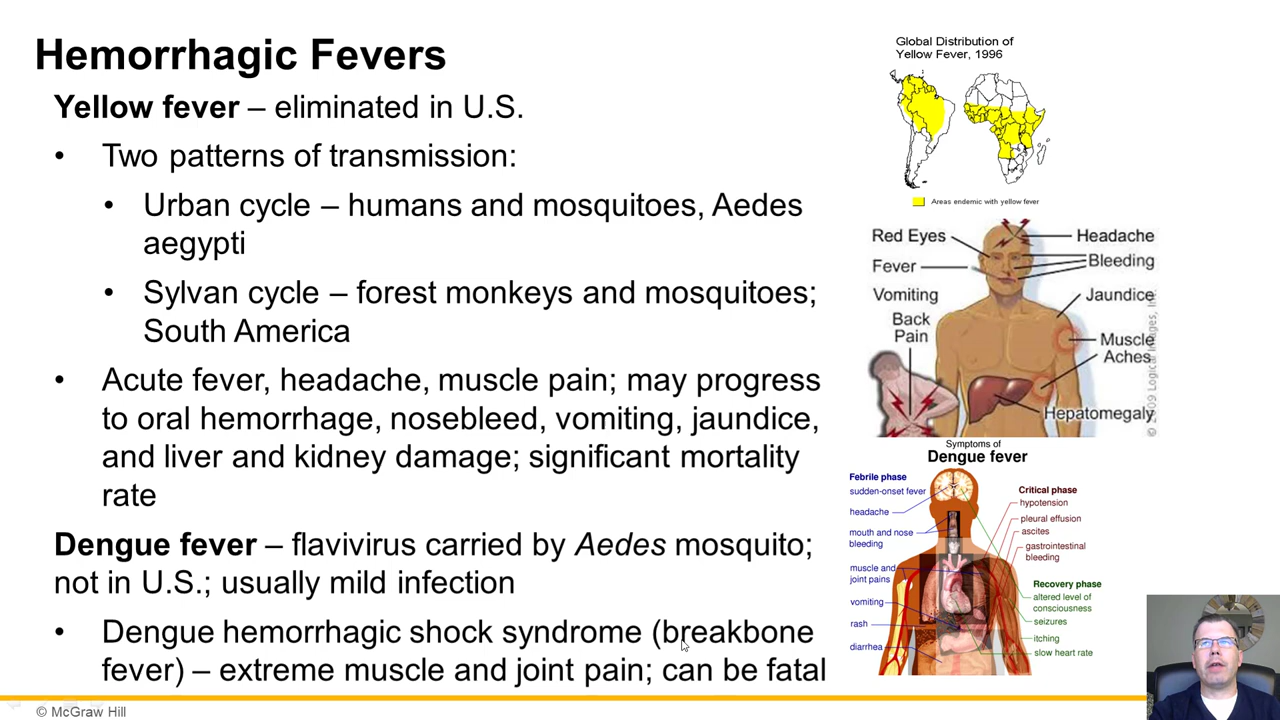 Hemorrhagic Fevers
Yellow fever – eliminated in U.S.
• Two patterns of transmission:
• Urban cycle – humans and mosquitoes, Aedes
aegypti
• Sylvan cycle – forest monkeys and mosquitoes;
South America
• Acute fever, headache, muscle pain; may progress
to oral hemorrhage, nosebleed, vomiting, jaundice,
and liver and kidney damage; significant mortality
rate
Dengue fever – flavivirus carried by Aedes mosquito;
not in U.S.; usually mild infection
• Dengue hemorrhagic shock syndrome (breakbone
fever) – extreme muscle and joint pain; can be fatal
© McGraw Hill
Global Distribution of
Yellow Fever, 1996
Areas endemic with yellow fever
Red Eyes
Fever
Vomiting
Back
Pain
Headache
Bleeding
Jaundice
Muscle
Aches
Hepatomegaly
© 2009 Logical Images, Inc.
Symptoms of
Dengue fever
Febrile phase
sudden-onset fever
headache
mouth and nose
bleeding
muscle and
joint pains
vomiting
rash
diarrhea
Critical phase
hypotension
pleural effusion
ascites
gastrointestinal
bleeding
Recovery phase
altered level of
consciousness
seizures
itching
slow heart rate